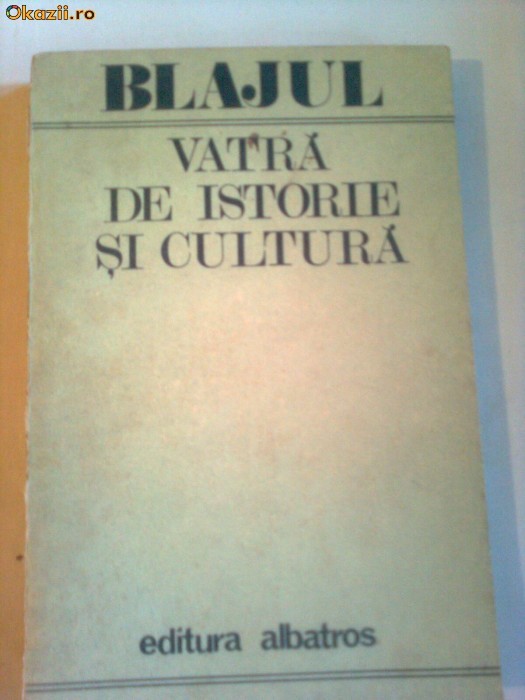 Okazii.ro
BLAJUL
VATRĂ
DE ISTORIE
ȘI CULTURĂ
editura albatros